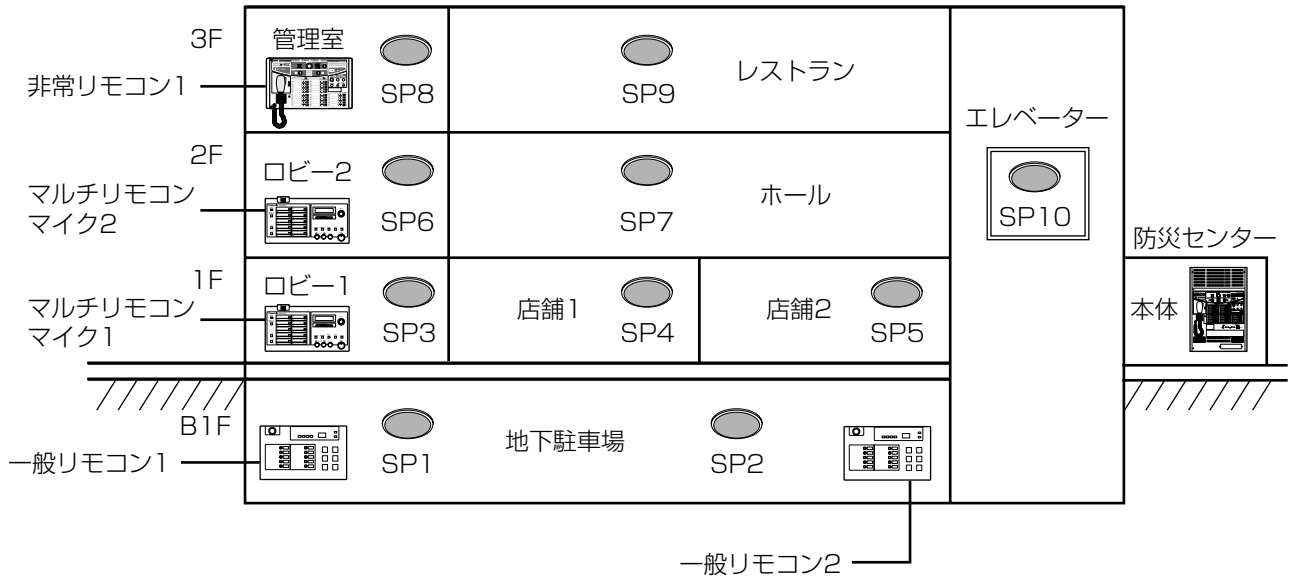 3F
管理室
非常リモコン1
SP8
SP9
レストラン
エレベーター
2F
ロビー2
マルチリモコン
マイク2
SP6
SP7
ホール
SP10
防災センター
1F
ロビー1
マルチリモコン
マイク1
SP3
店舗1
SP4
店舗2
SP5
本体
B1F
一般リモコン1
SP1
地下駐車場
SP2
一般リモコン2